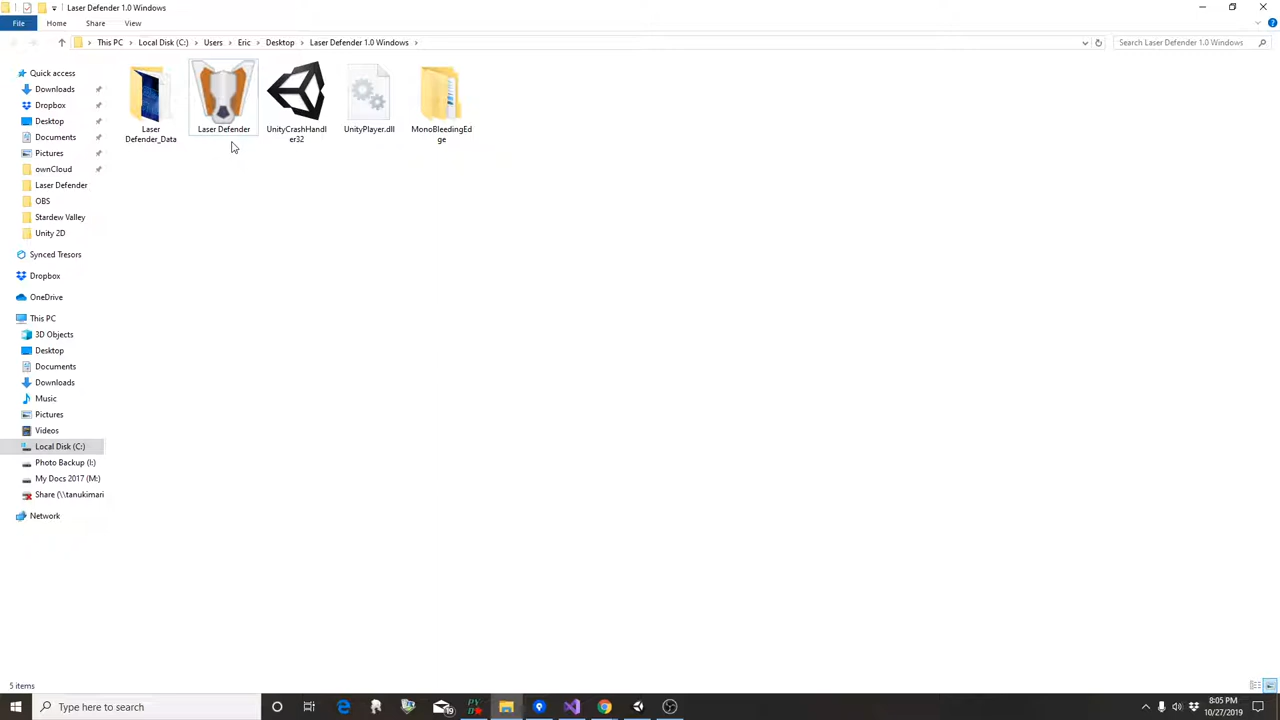 Laser Defender 1.0 Windows
File Home Share View
This PC Local Disk (C:) Users Eric Desktop Laser Defender 1.0 Windows
Search Laser Defender 1.0 Windows
Quick access
Downloads
Dropbox
Desktop
Documents
Pictures
ownCloud
Laser Defender
OBS
Stardew Valley
Unity 2D
Synced Tresors
Dropbox
OneDrive
This PC
3D Objects
Desktop
Documents
Downloads
Music
Pictures
Videos
Local Disk (C:)
Photo Backup (I:)
My Docs 2017 (M:)
Share (\\tanukimari
Network
Laser
Defender_Data
Laser Defender
UnityCrashHandl
er32
UnityPlayer.dll
MonoBleedingEd
ge
5 items
Type here to search
19
8:05 PM
10/27/2019